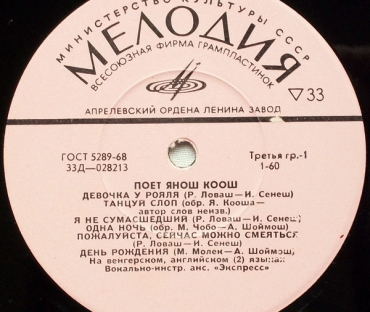 МИНИСТЕРСТВО КУЛЬТУРЫ СССР
МЕЛОДИЯ
ВСЕСОЮЗНАЯ ФИРМА ГРАМПЛАСТИНОК
▽33
АПРЕЛЕВСКИЙ ОРДЕНА ЛЕНИНА ЗАВОД
ГОСТ 5289-68
33Д—028213
Третья гр.-1
1-60
ПОЕТ ЯНОШ КООШ
ДЕВОЧКА У РОЯЛЯ (Р. Ловаш—И. Сенеш)
ТАНЦУЙ СЛОП (обр. Я. Кооша—
автор слов неизв.)
Я НЕ СУМАСШЕДШИЙ (Р. Ловаш—И. Сенеш)
ОДНА НОЧЬ (обр. М. Чобо—А. Шоймош)
ПОЖАЛУЙСТА, СЕЙЧАС МОЖНО СМЕЯТЬСЯ
(Р. Ловаш—И. Сенеш)
ДЕНЬ РОЖДЕНИЯ (М. Молек—А. Шоймош)
На венгерском, английском (2) языках
Вокально-инстр. анс. «Экспресс»